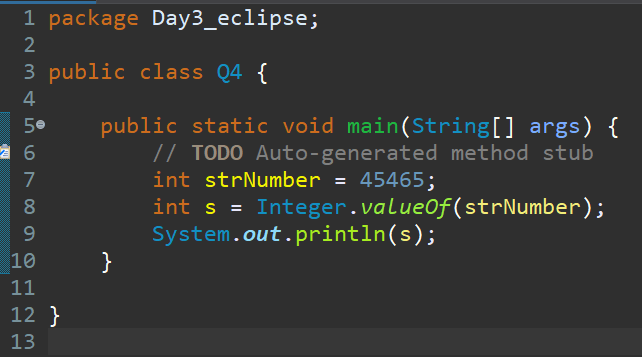 1 package Day3_eclipse;
2
3 public class Q4 {
4
5 public static void main(String[] args) {
6 // TODO Auto-generated method stub
7 int strNumber = 45465;
8 int s = Integer.valueOf(strNumber);
9 System.out.println(s);
10 }
11
12 }
13